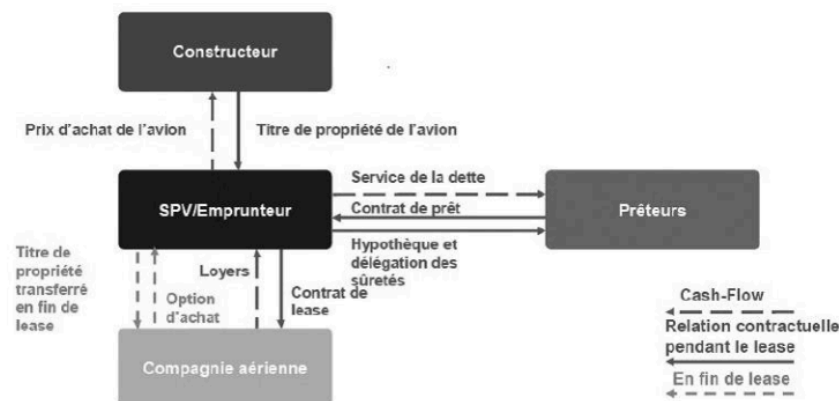 Constructeur
Prix d'achat de l'avion
Titre de propriété de l'avion
SPV/Emprunteur
Service de la dette
Contrat de prêt
Hypothèque et
délégation des
sûretés
Prêteurs
Titre de
propriété
transférré
en fin de
lease
Option
d'achat
Loyers
Contrat de
lease
Compagnie aérienne
Cash-Flow
Relation contractuelle
pendant le lease
En fin de lease